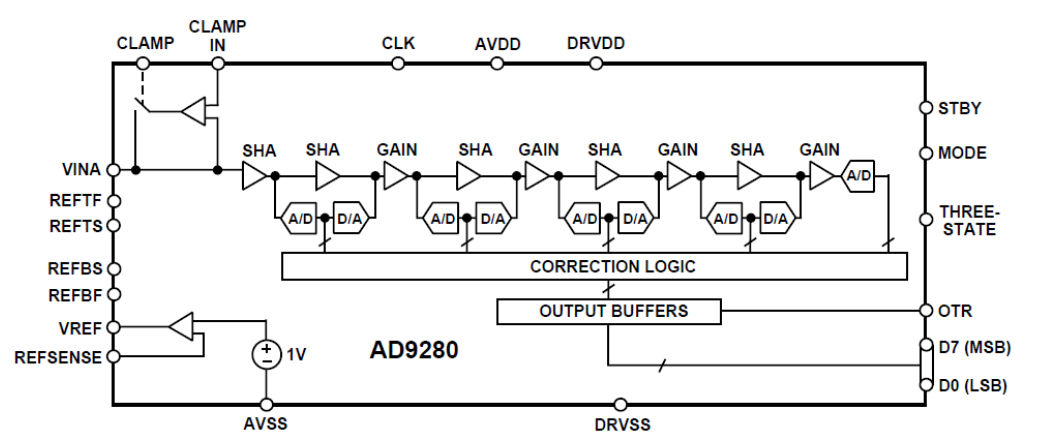 CLAMP
CLAMP
IN
CLK
AVDD
DRVDD
STBY
MODE
THREE-
STATE
OTR
D7 (MSB)
D0 (LSB)
VINA
REFTF
REFTS
REFBS
REFBF
VREF
REFSENSE
SHA
SHA
GAIN
SHA
GAIN
SHA
GAIN
SHA
GAIN
A/D
D/A
A/D
D/A
A/D
D/A
A/D
D/A
A/D
CORRECTION LOGIC
OUTPUT BUFFERS
+
–
1V
AD9280
AVSS
DRVSS